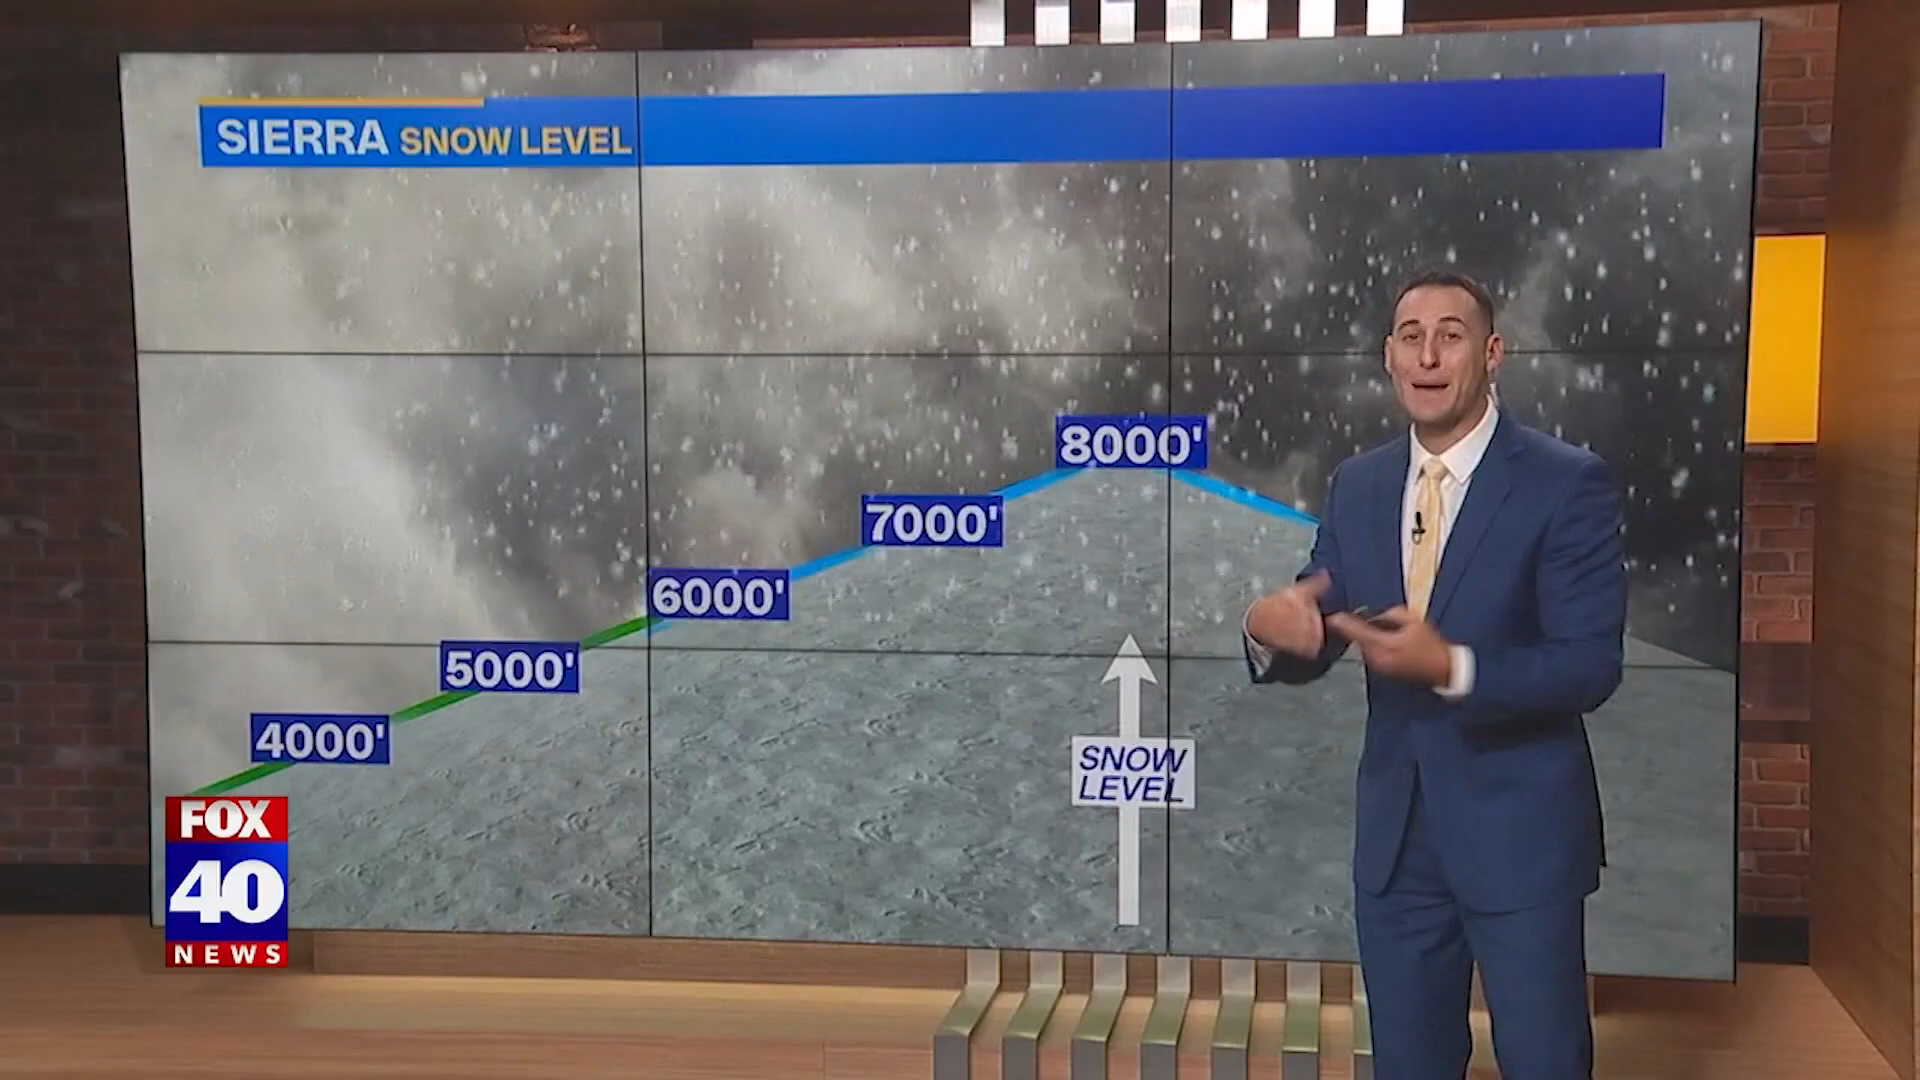 SIERRA SNOW LEVEL
8000'
7000'
6000'
5000'
4000'
SNOW
LEVEL
FOX
40
NEWS